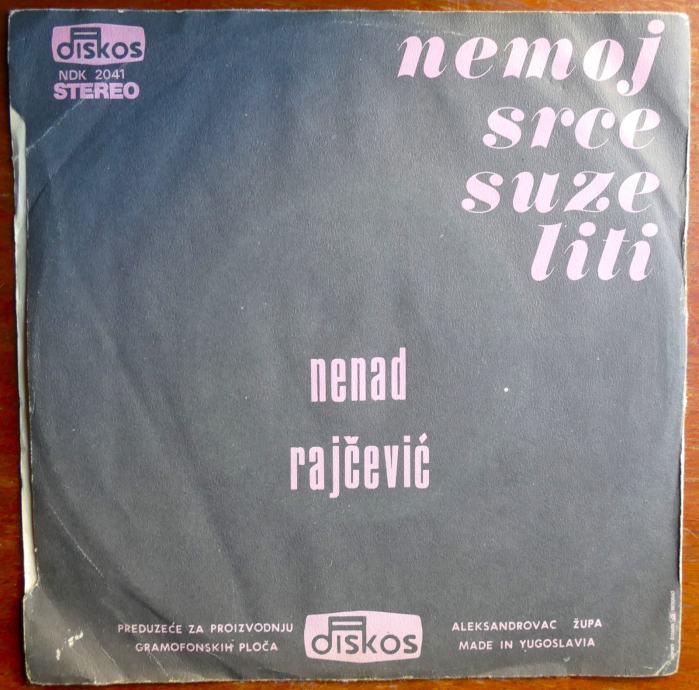 diskos
NDK 2041
STEREO
nemoj
srce
suze
liti
nenad
rajčević
PREDUZEĆE ZA PROIZVODNJU
GRAMOFONSKIH PLOČA
diskos
ALEKSANDROVAC ŽUPA
MADE IN YUGOSLAVIA